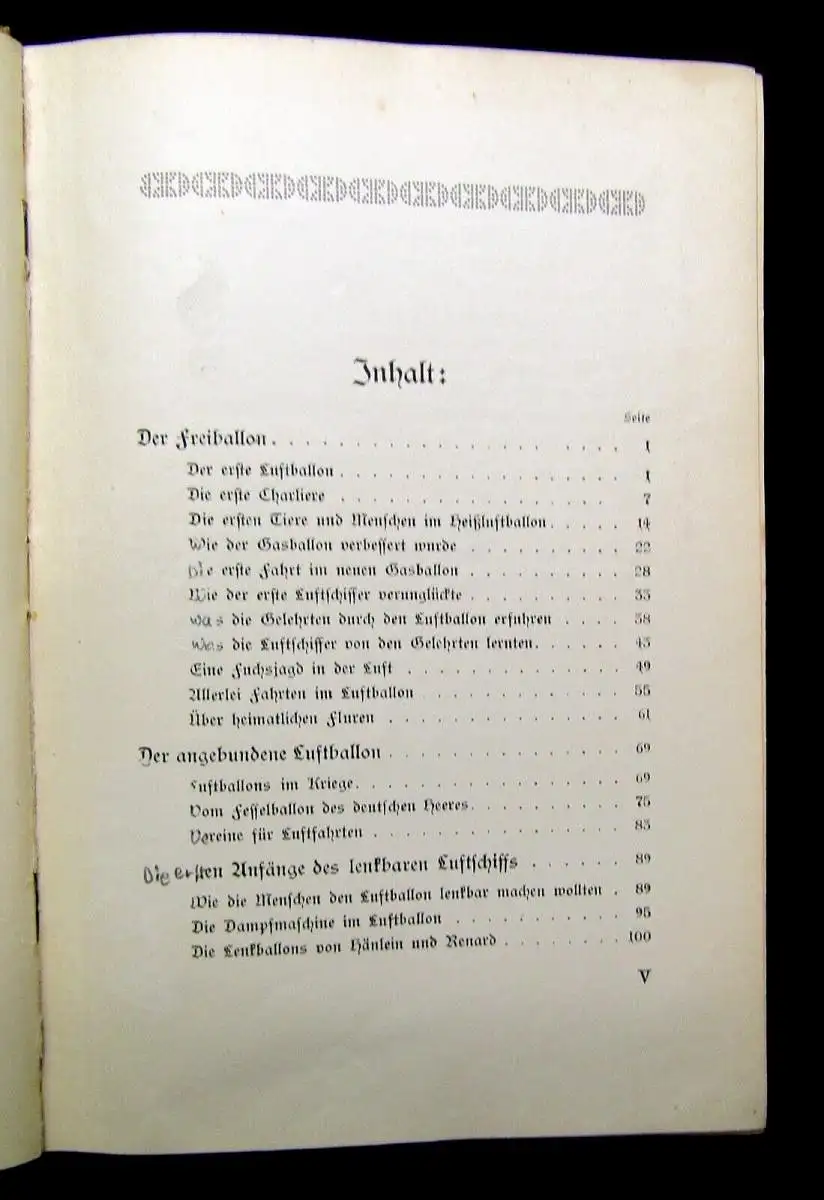 Inhalt:
Seite
Der Freiballon . . . . . . . . . . . . . . . . . . . . 1
Der erste Luftballon . . . . . . . . . . . . . . . . 1
Die erste Charliere . . . . . . . . . . . . . . . . 7
Die ersten Tiere und Menschen im Heißluftballon . . . . . 14
Wie der Gasballon verbessert wurde . . . . . . . . . . 22
Die erste Fahrt im neuen Gasballon . . . . . . . . . . 28
Wie der erste Luftschiffer verunglückte . . . . . . . . . 33
Was die Gelehrten durch den Luftballon erfuhren . . . . 38
Was die Luftschiffer von den Gelehrten lernten . . . . . 43
Eine Fuchsjagd in der Luft . . . . . . . . . . . . . 49
Allerlei Fahrten im Luftballon . . . . . . . . . . . . 55
Über heimatlichen Fluren . . . . . . . . . . . . . . 61
Der angebundene Luftballon . . . . . . . . . . . . . . 69
Luftballons im Kriege . . . . . . . . . . . . . . . 69
Vom Fesselballon des deutschen Heeres . . . . . . . . . 75
Vereine für Luftfahrten . . . . . . . . . . . . . . . 83
Die ersten Anfänge des lenkbaren Luftschiffs . . . . . . 89
Wie die Menschen den Luftballon lenkbar machen wollten . 89
Die Dampfmaschine im Luftballon . . . . . . . . . . . 95
Die Lenkballons von Hänlein und Renard . . . . . . . . 100
V